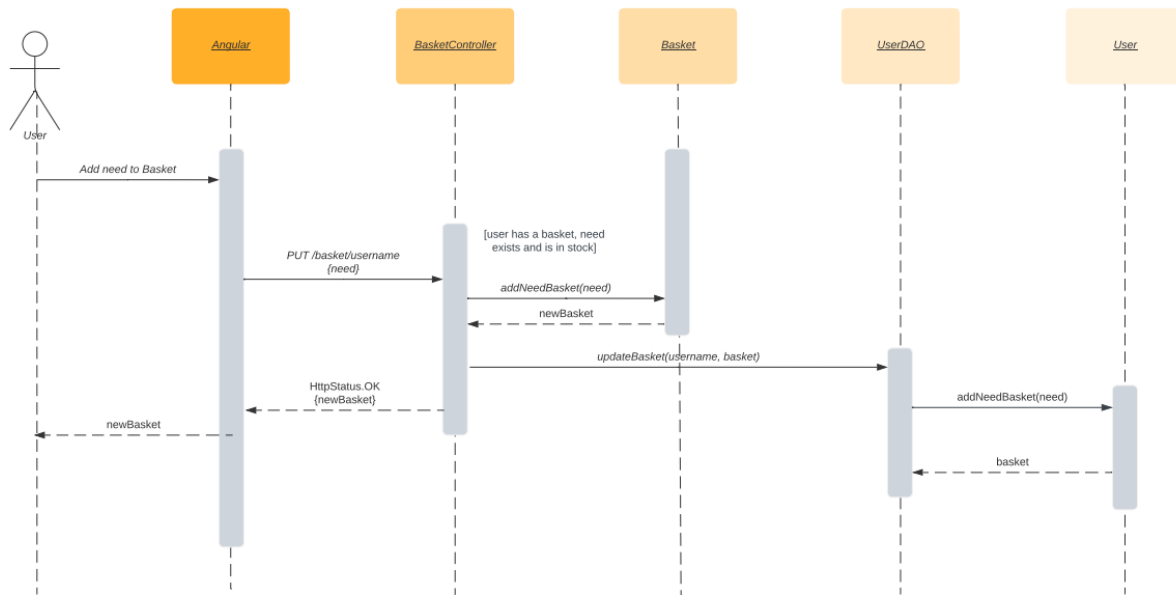 Angular
BasketController
Basket
UserDAO
User
User
Add need to Basket
[user has a basket, need
exists and is in stock]
PUT /basket/username
{need}
addNeedBasket(need)
newBasket
updateBasket(username, basket)
HttpStatus.OK
{newBasket}
addNeedBasket(need)
newBasket
basket